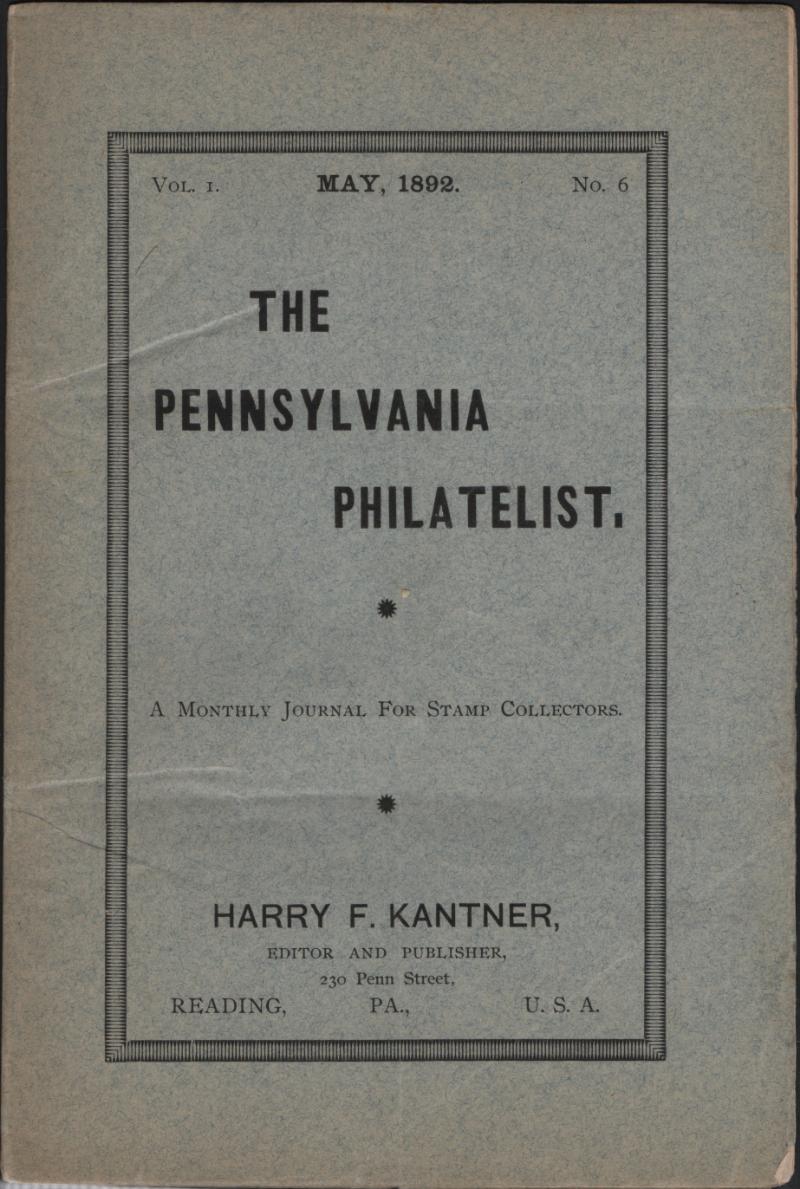 VOL. I. MAY, 1892. NO. 6
THE
PENNSYLVANIA
PHILATELIST.
A MONTHLY JOURNAL FOR STAMP COLLECTORS.
HARRY F. KANTNER,
EDITOR AND PUBLISHER,
230 Penn Street,
READING, PA., U. S. A.